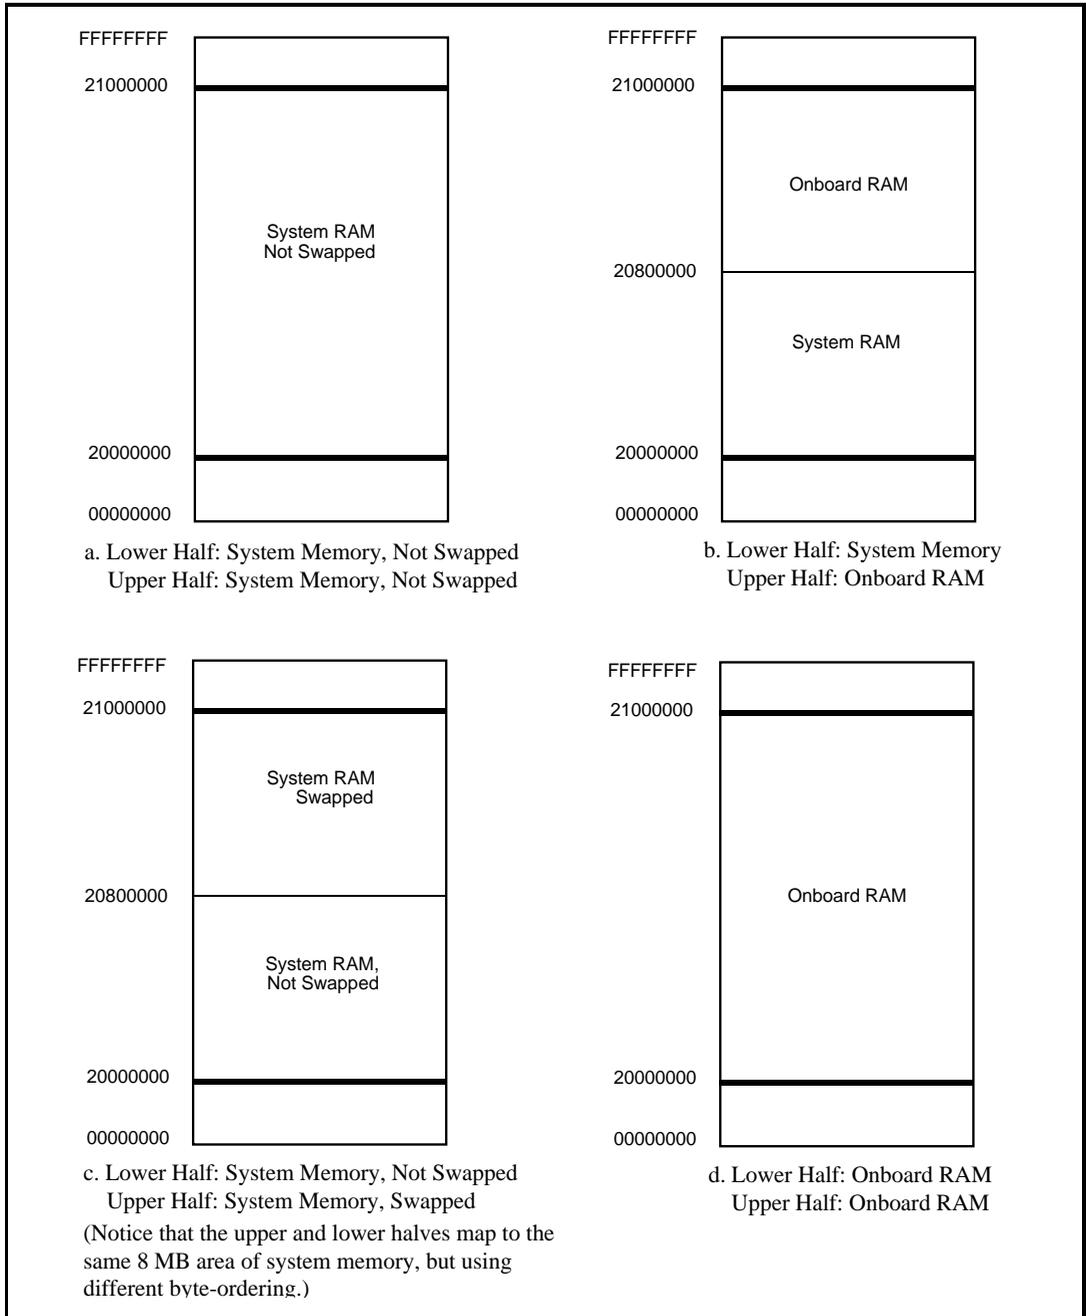 FFFFFFFF
21000000
System RAM
Not Swapped
20000000
00000000
a. Lower Half: System Memory, Not Swapped
Upper Half: System Memory, Not Swapped
FFFFFFFF
21000000
Onboard RAM
20800000
System RAM
20000000
00000000
b. Lower Half: System Memory
Upper Half: Onboard RAM
FFFFFFFF
21000000
System RAM
Swapped
20800000
System RAM,
Not Swapped
20000000
00000000
c. Lower Half: System Memory, Not Swapped
Upper Half: System Memory, Swapped
(Notice that the upper and lower halves map to the
same 8 MB area of system memory, but using
different byte-ordering.)
FFFFFFFF
21000000
Onboard RAM
20000000
00000000
d. Lower Half: Onboard RAM
Upper Half: Onboard RAM